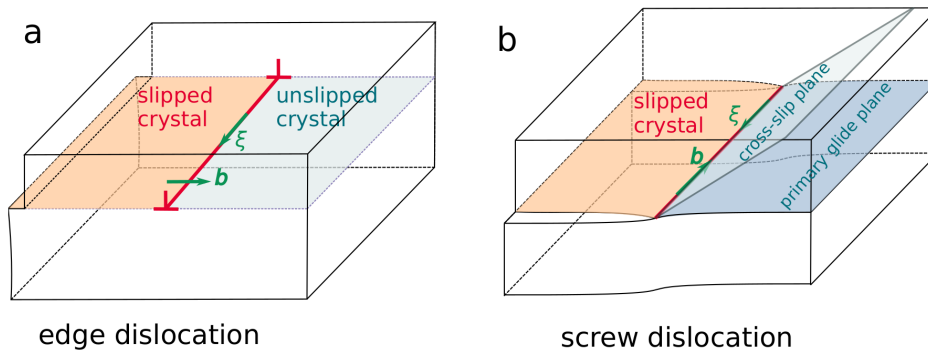 a
slipped
crystal
unslipped
crystal
ξ
b
edge dislocation
b
slipped
crystal
ξ
b
cross-slip plane
primary glide plane
screw dislocation